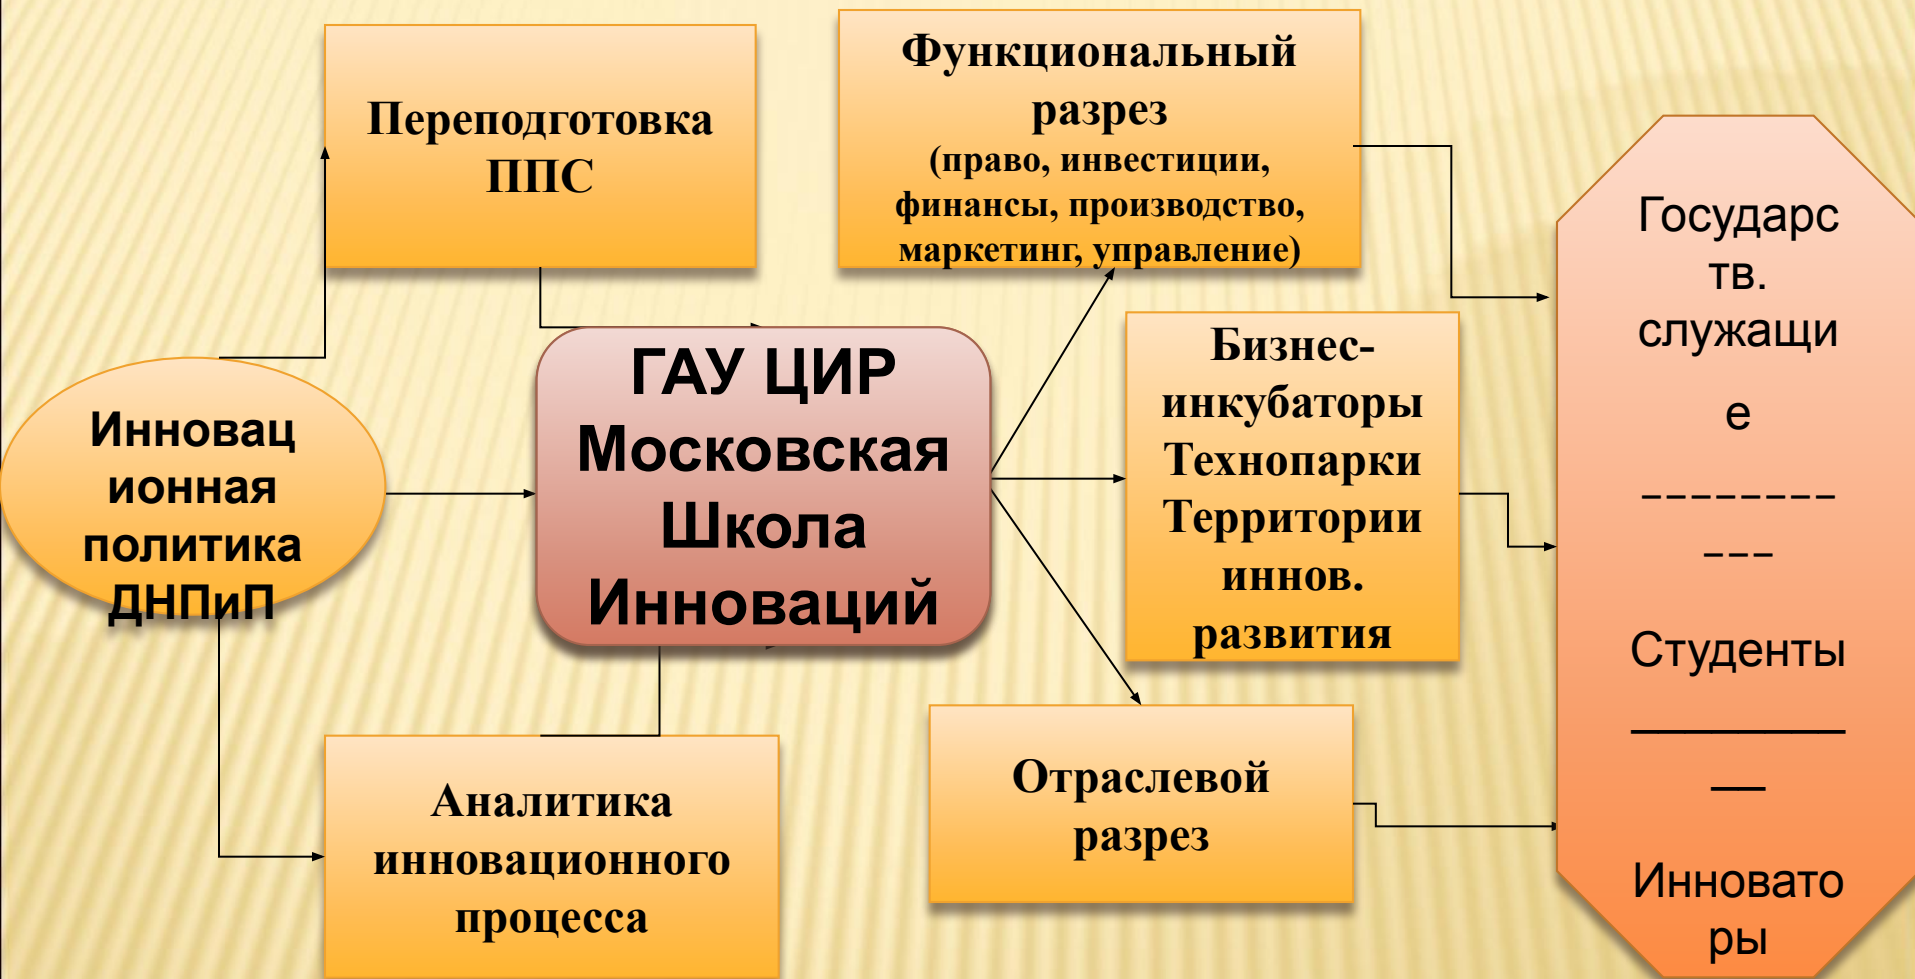 Переподготовка
ППС
Функциональный
разрез
(право, инвестиции,
финансы, производство,
маркетинг, управление)
Инновац
ионная
политика
ДНПиП
ГАУ ЦИР
Московская
Школа
Инноваций
Бизнес-
инкубаторы
Технопарки
Территории
иннов.
развития
Аналитика
инновационного
процесса
Отраслевой
разрез
Государс
тв.
служащи
е
--------
---
Студенты
________
__
Инновато
ры